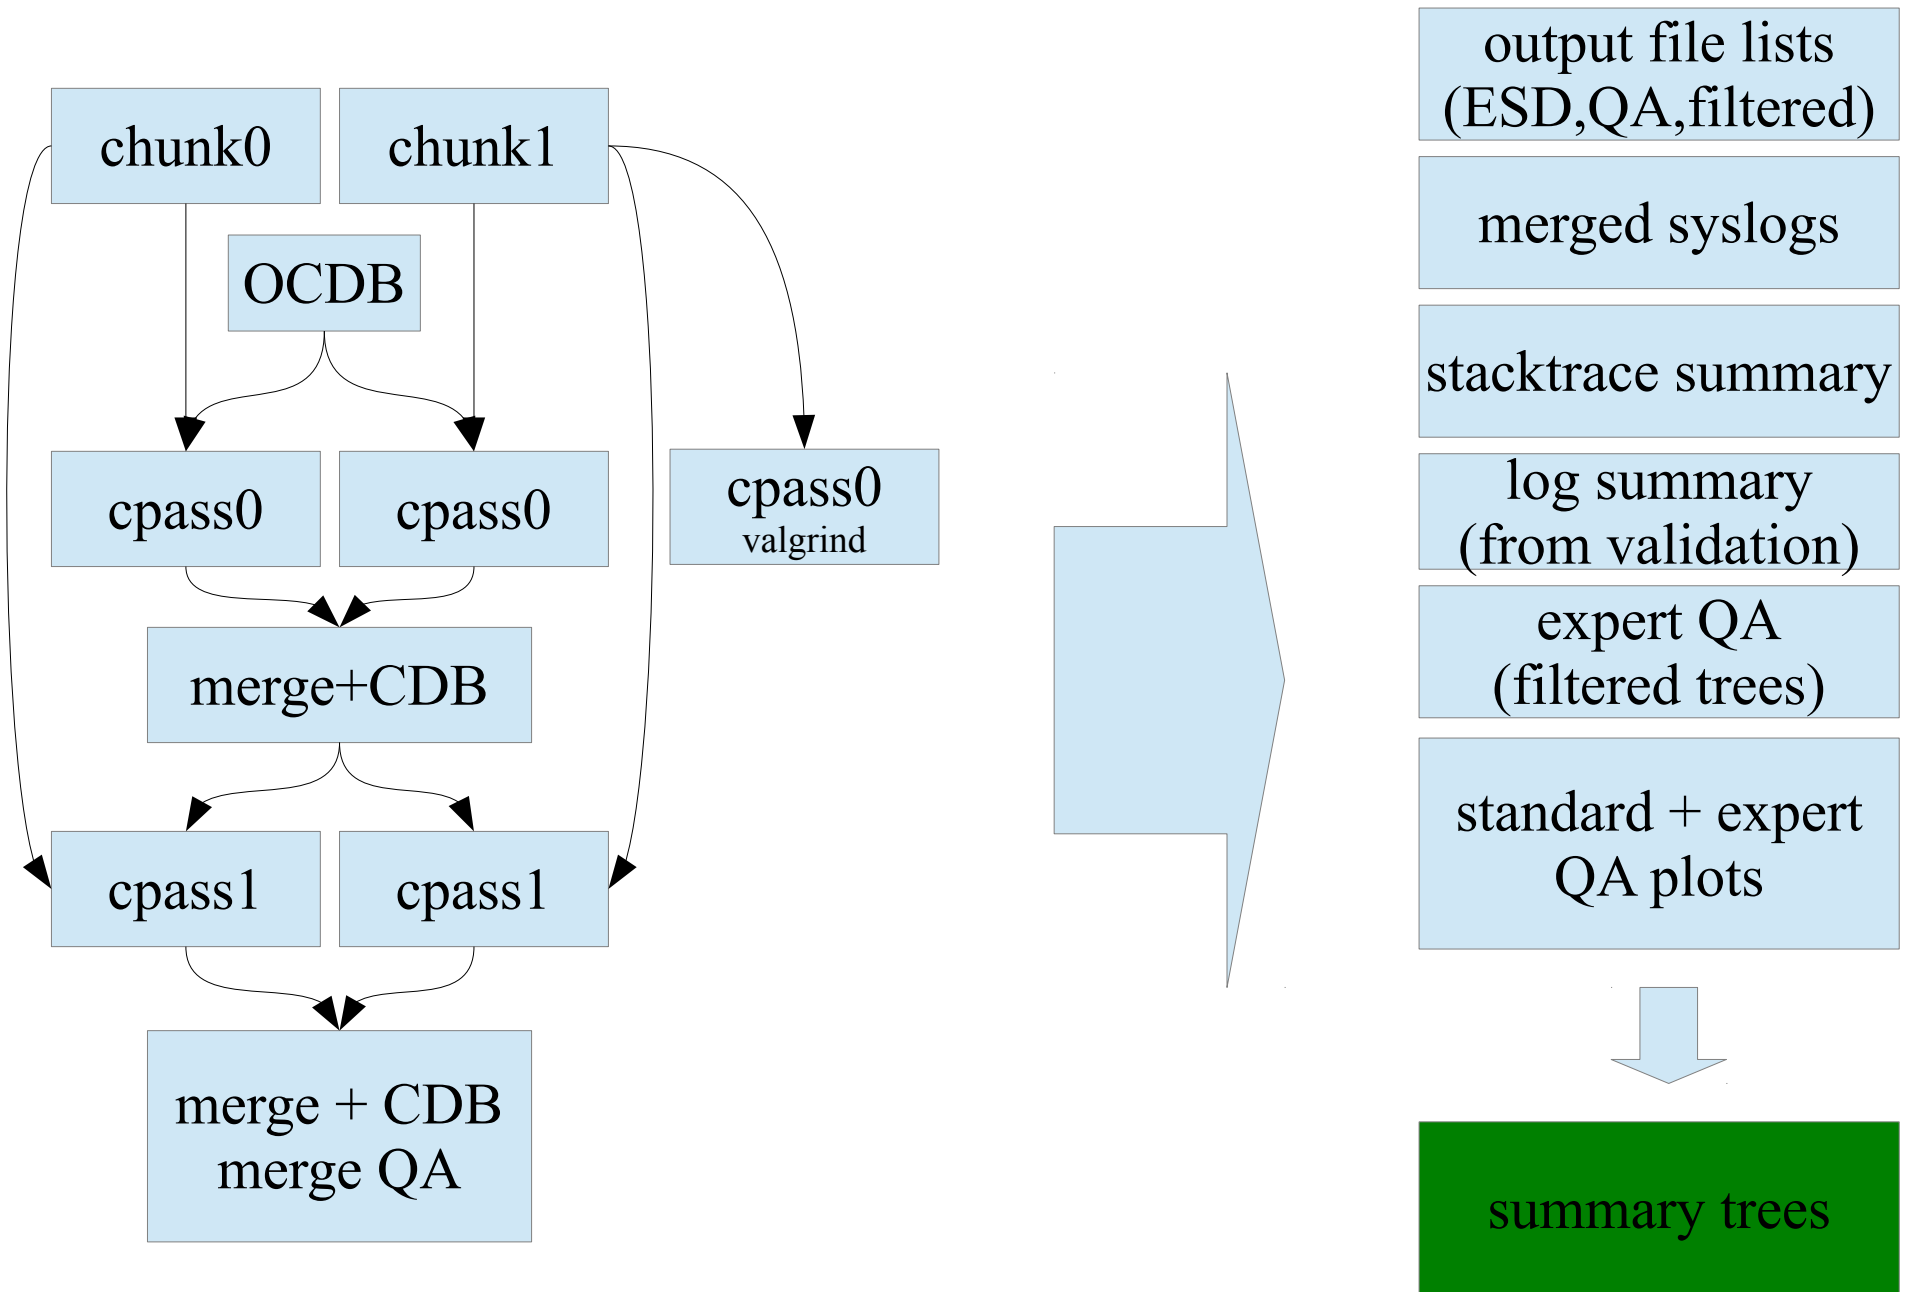 chunk0
chunk1
OCDB
cpass0
cpass0
cpass0
valgrind
merge+CDB
cpass1
cpass1
merge + CDB
merge QA
output file lists
(ESD,QA,filtered)
merged syslogs
stacktrace summary
log summary
(from validation)
expert QA
(filtered trees)
standard + expert
QA plots
summary trees